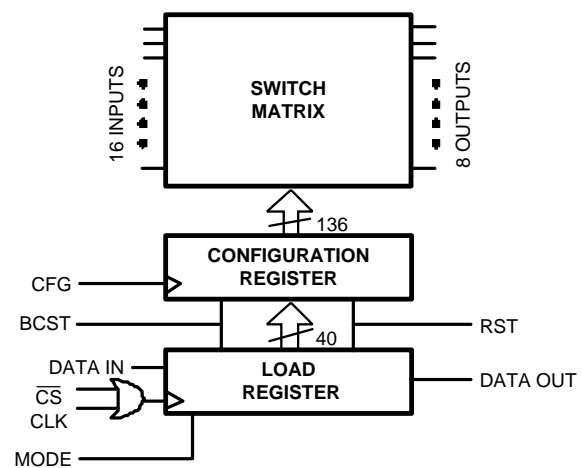 SWITCH
MATRIX
16 INPUTS
8 OUTPUTS
136
CONFIGURATION
REGISTER
CFG
BCST
RST
40
DATA IN
LOAD
REGISTER
DATA OUT
C̅S̅
CLK
MODE